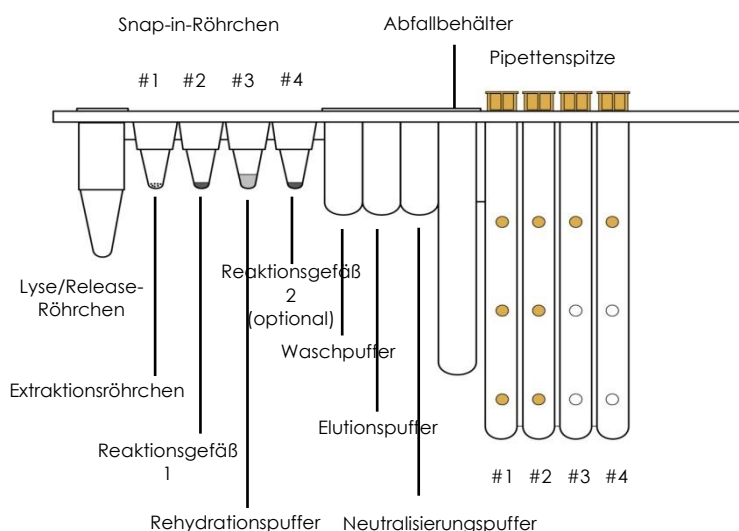 Snap-in-Röhrchen
Abfallbehälter
Pipettenspitze
#1 #2 #3 #4
Lyse/Release-
Röhrchen
Reaktionsgefäß
2
(optional)
Waschpuffer
Extraktionsröhrchen
Elutionspuffer
Reaktionsgefäß
1
#1 #2 #3 #4
Rehydrationspuffer
Neutralisierungspuffer